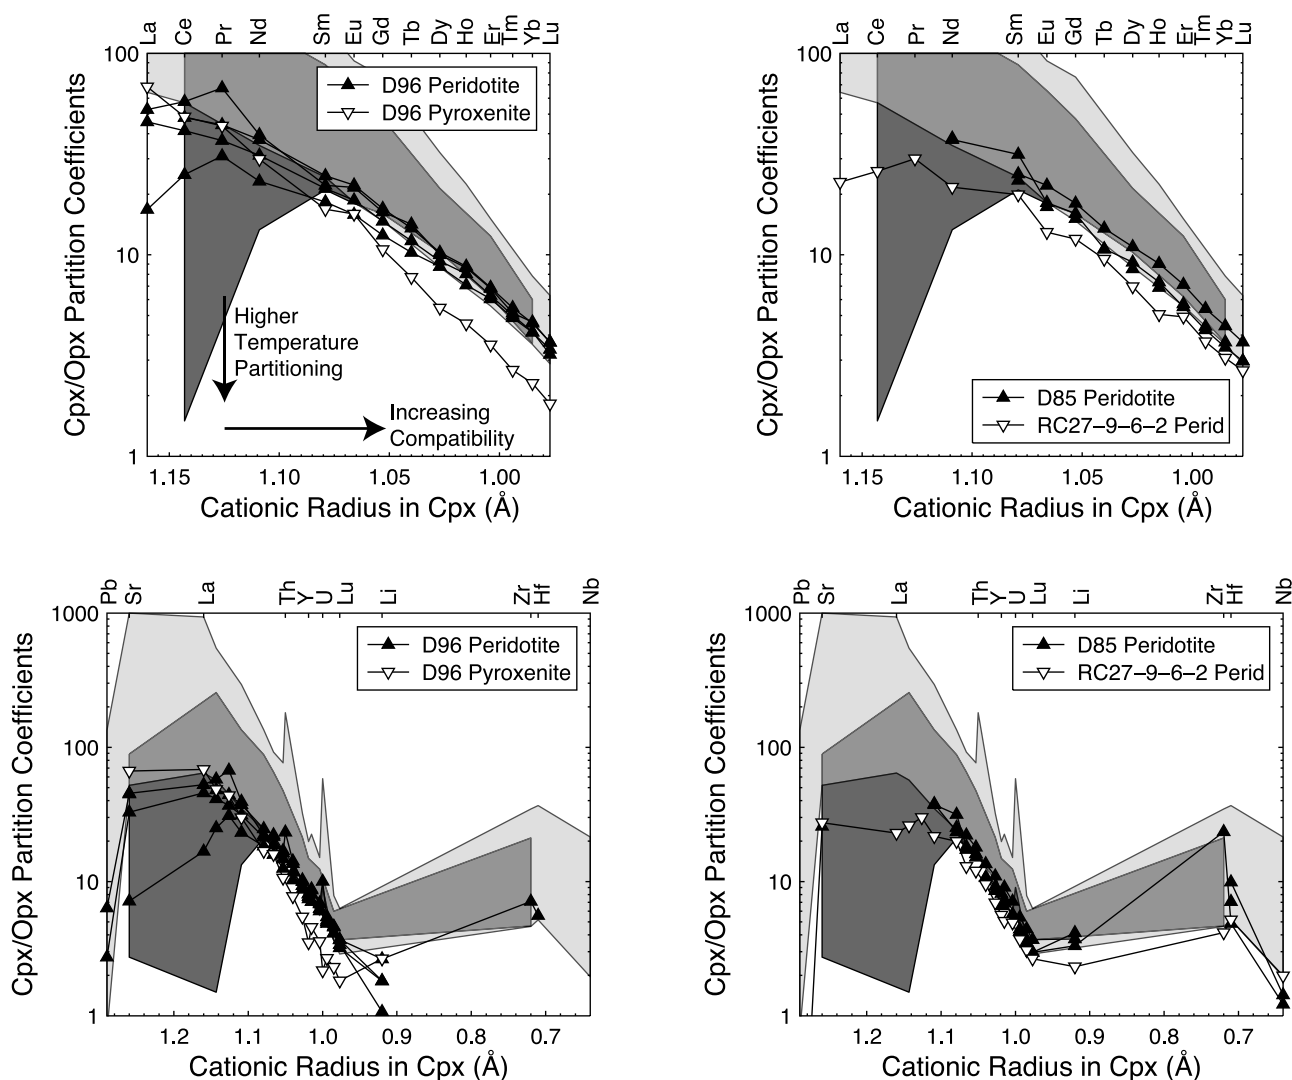 La Ce Pr Nd Sm Eu Gd Tb Dy Ho Er Tm Yb Lu
100
10
1
Cpx/Opx Partition Coefficients
D96 Peridotite
D96 Pyroxenite
Higher
Temperature
Partitioning
Increasing
Compatibility
1.15 1.10 1.05 1.00
Cationic Radius in Cpx (Å)
La Ce Pr Nd Sm Eu Gd Tb Dy Ho Er Tm Yb Lu
100
10
1
Cpx/Opx Partition Coefficients
D85 Peridotite
RC27–9–6–2 Perid
1.15 1.10 1.05 1.00
Cationic Radius in Cpx (Å)
Pb Sr La Th Y U Lu Li Zr Hf Nb
1000
100
10
1
Cpx/Opx Partition Coefficients
D96 Peridotite
D96 Pyroxenite
1.2 1.1 1.0 0.9 0.8 0.7
Cationic Radius in Cpx (Å)
Pb Sr La Th Y U Lu Li Zr Hf Nb
1000
100
10
1
Cpx/Opx Partition Coefficients
D85 Peridotite
RC27–9–6–2 Perid
1.2 1.1 1.0 0.9 0.8 0.7
Cationic Radius in Cpx (Å)